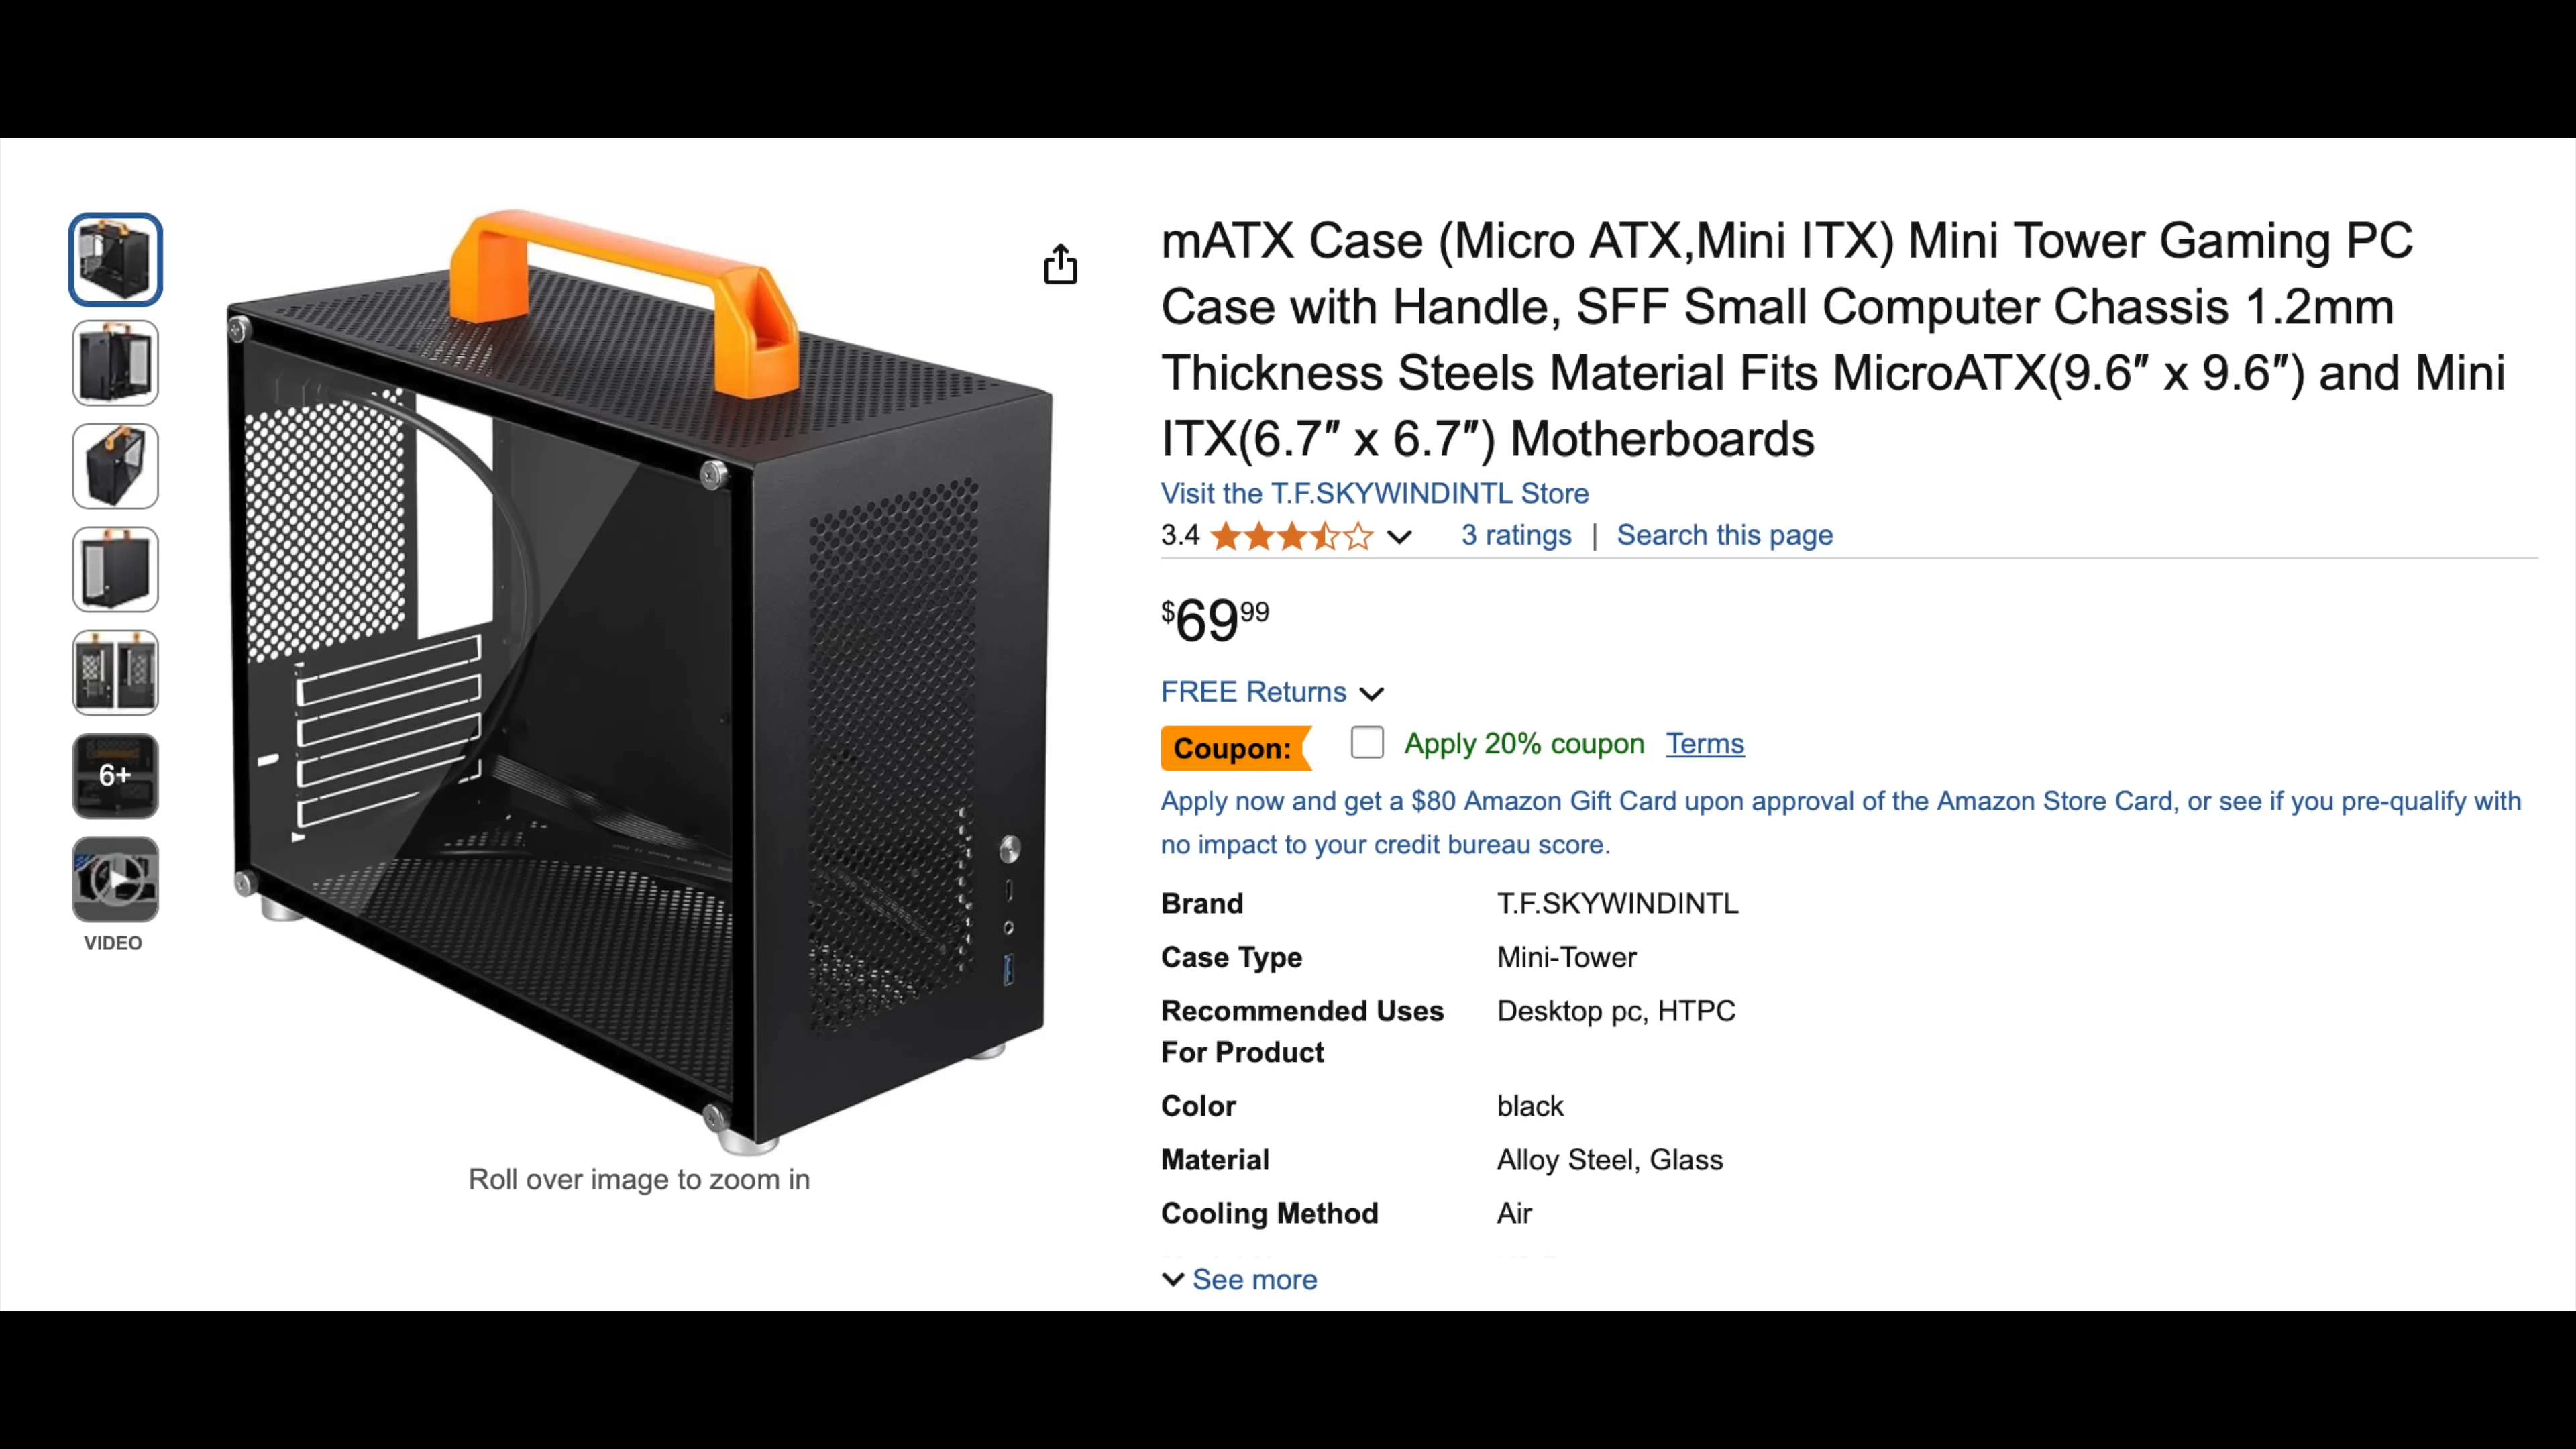 mATX Case (Micro ATX,Mini ITX) Mini Tower Gaming PC
Case with Handle, SFF Small Computer Chassis 1.2mm
Thickness Steels Material Fits MicroATX(9.6″ x 9.6″) and Mini
ITX(6.7″ x 6.7″) Motherboards
Visit the T.F.SKYWINDINTL Store
3.4 3 ratings | Search this page
$69 99
FREE Returns
Coupon: Apply 20% coupon Terms
Apply now and get a $80 Amazon Gift Card upon approval of the Amazon Store Card, or see if you pre-qualify with
no impact to your credit bureau score.
Brand T.F.SKYWINDINTL
Case Type Mini-Tower
Recommended Uses Desktop pc, HTPC
For Product
Color black
Material Alloy Steel, Glass
Cooling Method Air
See more
6+
VIDEO
Roll over image to zoom in